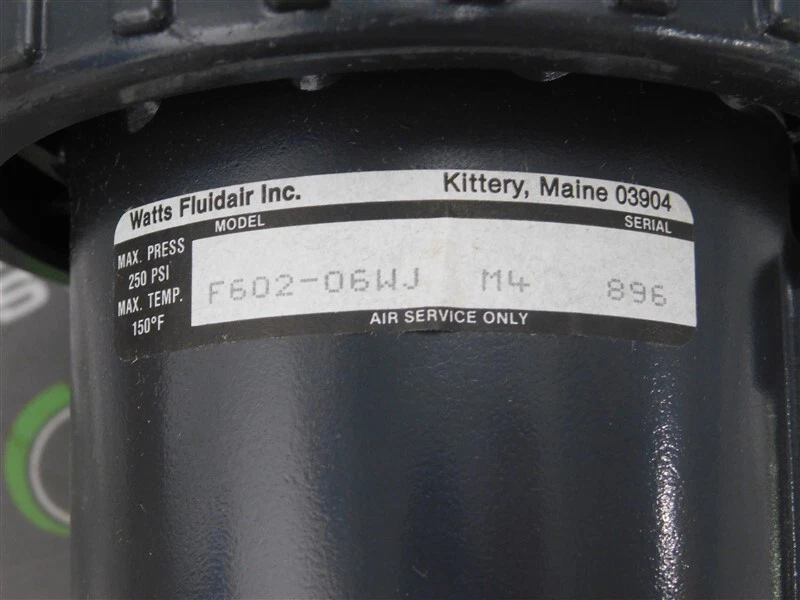 Watts Fluidair Inc. Kittery, Maine 03904
MODEL SERIAL
MAX. PRESS
250 PSI
MAX. TEMP.
150°F
F602-06WJ M4 896
AIR SERVICE ONLY